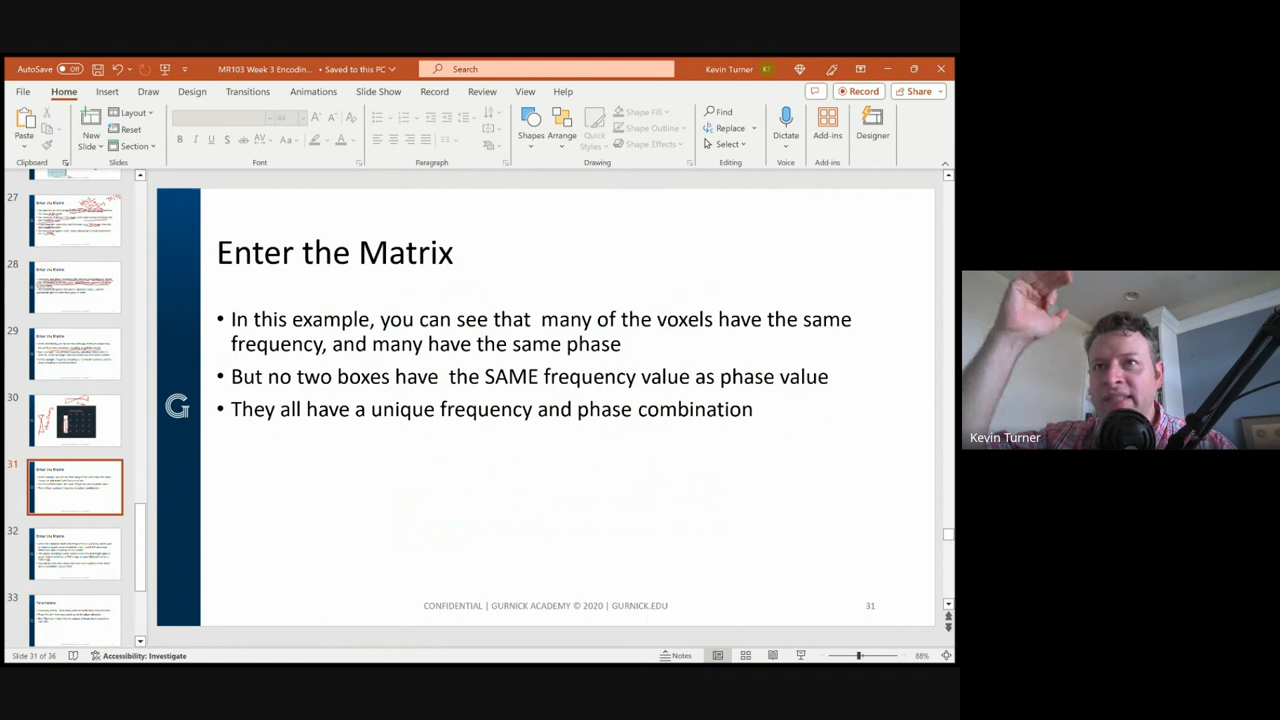 AutoSave Off MR103 Week 3 Encodin... • Saved to this PC Search Kevin Turner KT
File Home Insert Draw Design Transitions Animations Slide Show Record Review View Help Record Share
Paste New Slide Layout Reset Section Shapes Arrange Quick Styles Shape Fill Shape Outline Shape Effects Find Replace Select Dictate Add-ins Designer
Clipboard Slides Font Paragraph Drawing Editing Voice Add-ins
27
28
29
30
31
32
33
Enter the Matrix
• In this example, you can see that many of the voxels have the same
frequency, and many have the same phase
• But no two boxes have the SAME frequency value as phase value
• They all have a unique frequency and phase combination
G
CONFIDENTIAL | GURNICK ACADEMY © 2020 | GURNICK.EDU 31
Slide 31 of 36 Accessibility: Investigate Notes 88%
Kevin Turner